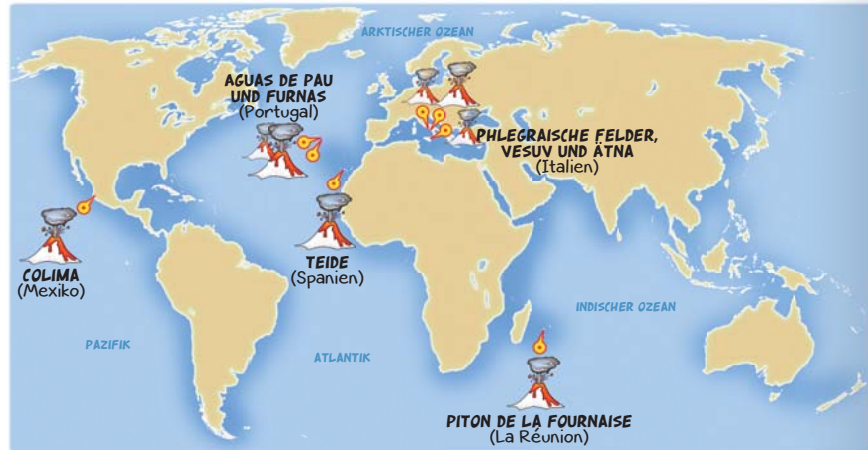 ARKTISCHER OZEAN
AGUAS DE PAU
UND FURNAS
(Portugal)
PHLEGRAISCHE FELDER,
VESUV UND ÄTNA
(Italien)
COLIMA
(Mexiko)
TEIDE
(Spanien)
INDISCHER OZEAN
PAZIFIK
ATLANTIK
PITON DE LA FOURNAISE
(La Réunion)